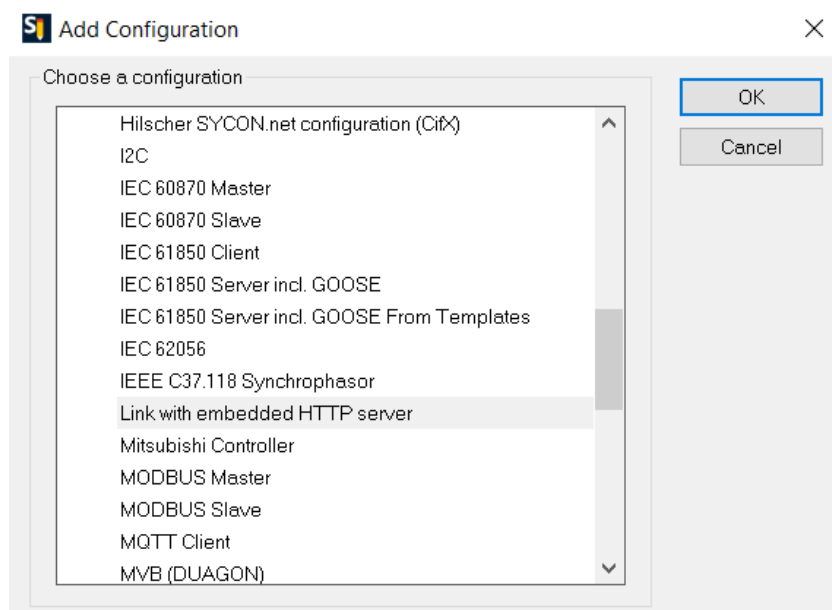 Add Configuration
Choose a configuration
OK
Cancel
Hilscher SYCON.net configuration (CifX)
I2C
IEC 60870 Master
IEC 60870 Slave
IEC 61850 Client
IEC 61850 Server incl. GOOSE
IEC 61850 Server incl. GOOSE From Templates
IEC 62056
IEEE C37.118 Synchrophasor
Link with embedded HTTP server
Mitsubishi Controller
MODBUS Master
MODBUS Slave
MQTT Client
MVB (DUAGON)